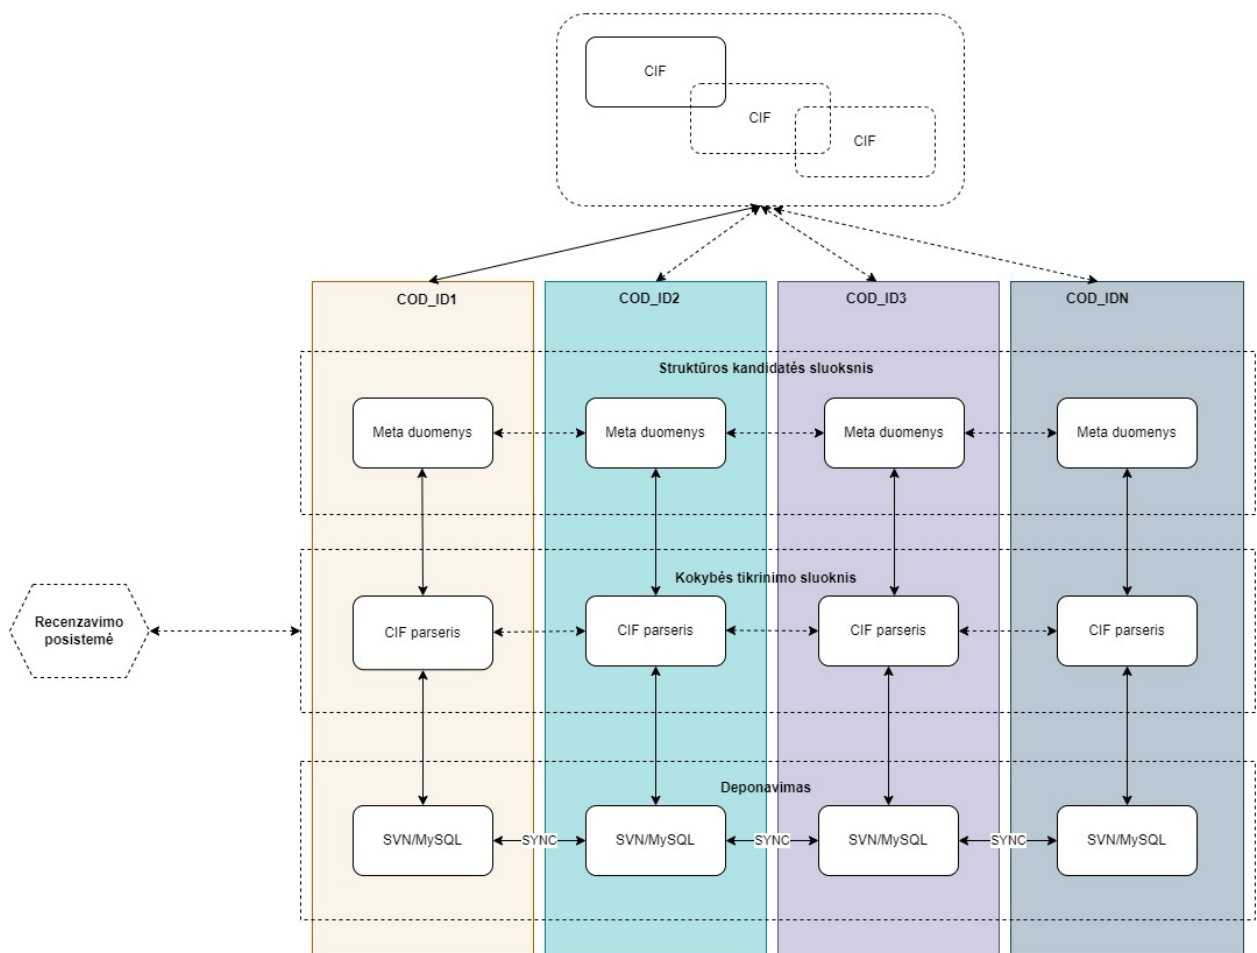 CIF
CIF
CIF
COD_ID1
COD_ID2
COD_ID3
COD_IDN
Struktūros kandidatės sluoksnis
Meta duomenys
Meta duomenys
Meta duomenys
Meta duomenys
Kokybės tikrinimo sluoknis
Recenzavimo
posistemė
CIF parseris
CIF parseris
CIF parseris
CIF parseris
Deponavimas
SVN/MySQL
SYNC
SVN/MySQL
SYNC
SVN/MySQL
SYNC
SVN/MySQL